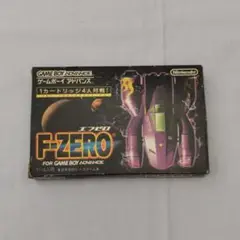 GAME BOY ADVANCE
ゲームボーイアドバンス
Nintendo
1カートリッジ4人対戦!
エフゼロ
F-ZERO
FOR GAME BOY ADVANCE